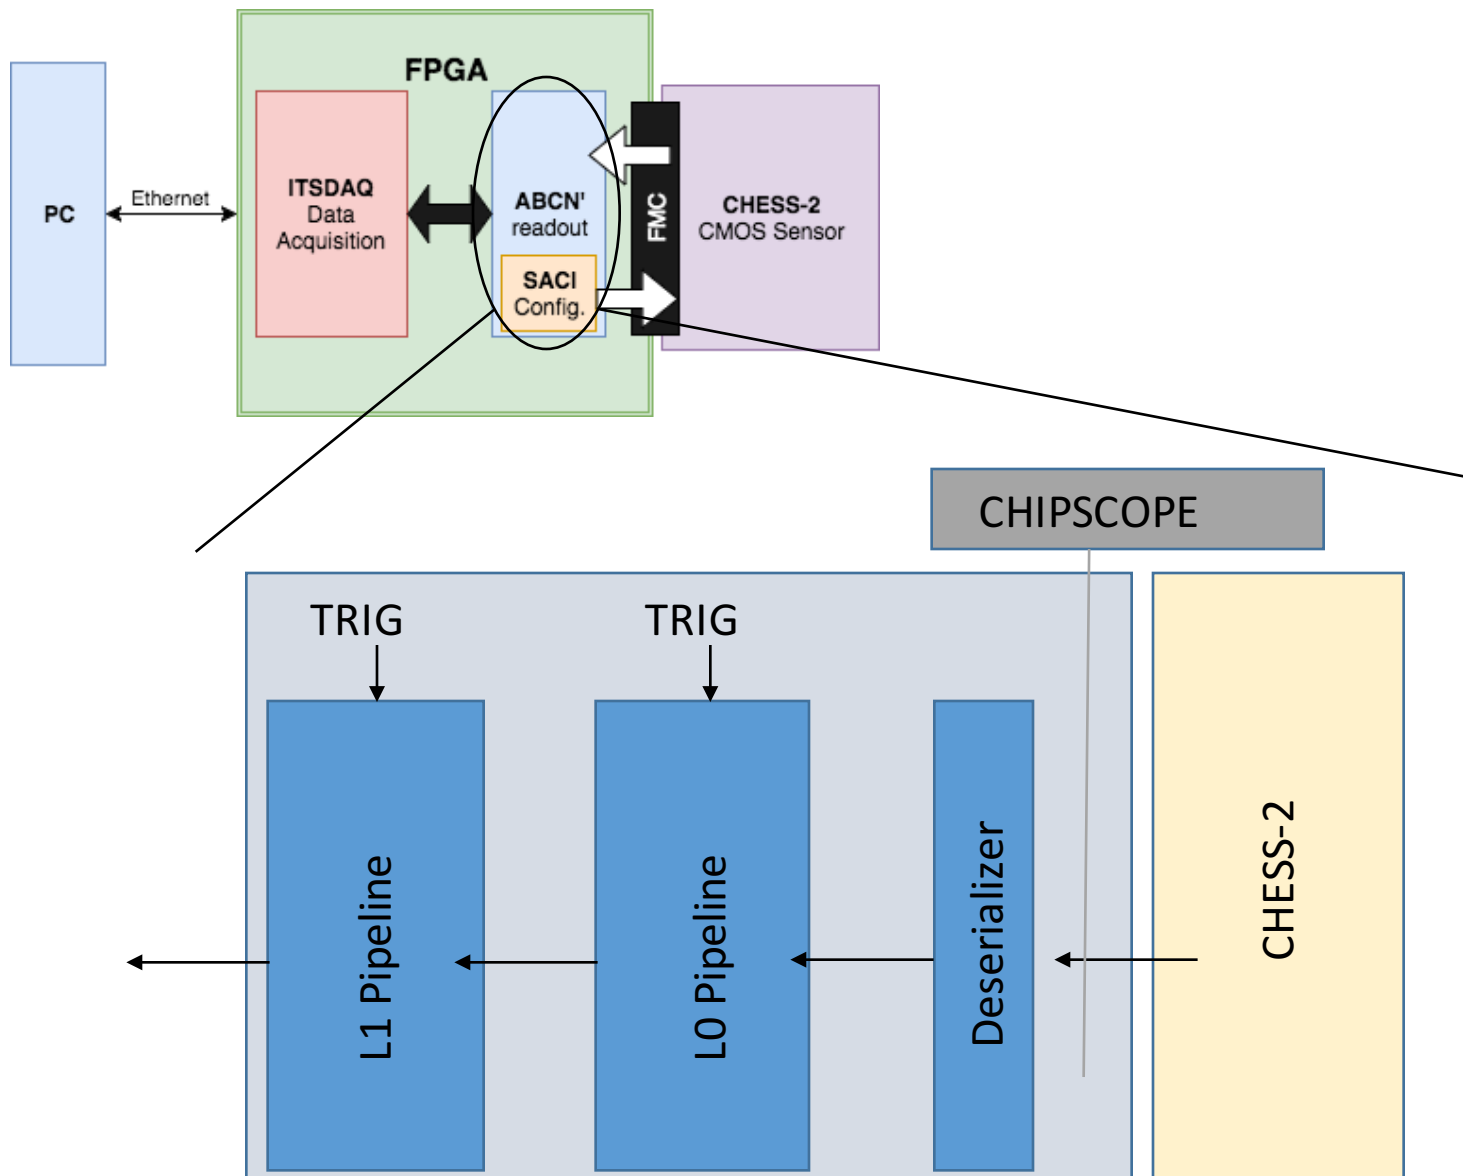 FPGA
PC
Ethernet
ITSDAQ
Data
Acquisition
ABCN'
readout
SACI
Config.
FMC
CHESS-2
CMOS Sensor
CHIPSCOPE
TRIG
TRIG
L1 Pipeline
L0 Pipeline
Deserializer
CHESS-2